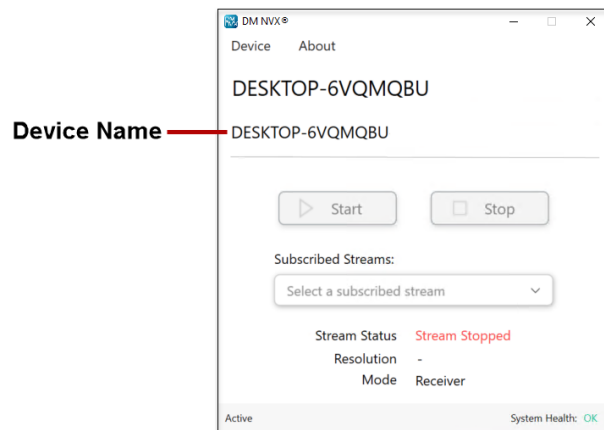 DM NVX®
Device About
DESKTOP-6VQMQBU
Device Name
DESKTOP-6VQMQBU
Start Stop
Subscribed Streams:
Select a subscribed stream
Stream Status Stream Stopped
Resolution -
Mode Receiver
Active System Health: OK